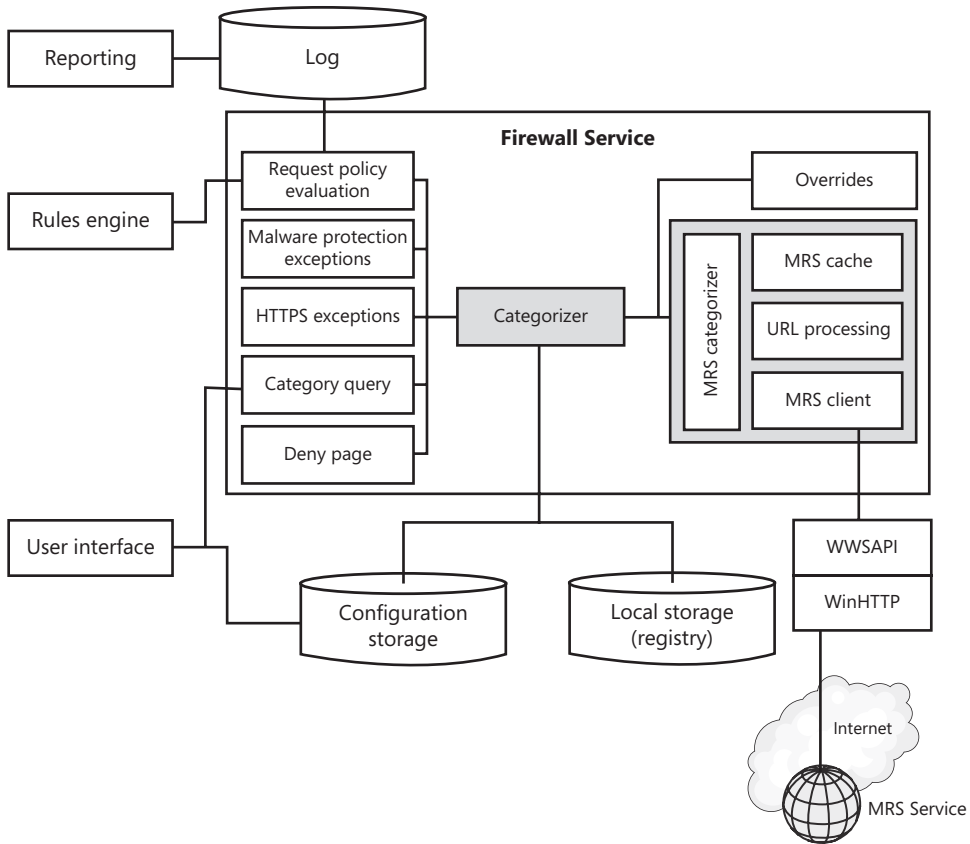 Reporting
Log
Firewall Service
Request policy
evaluation
Overrides
Rules engine
Malware protection
exceptions
MRS categorizer
MRS cache
HTTPS exceptions
Categorizer
URL processing
Category query
MRS client
Deny page
User interface
WWSAPI
WinHTTP
Configuration
storage
Local storage
(registry)
Internet
MRS Service